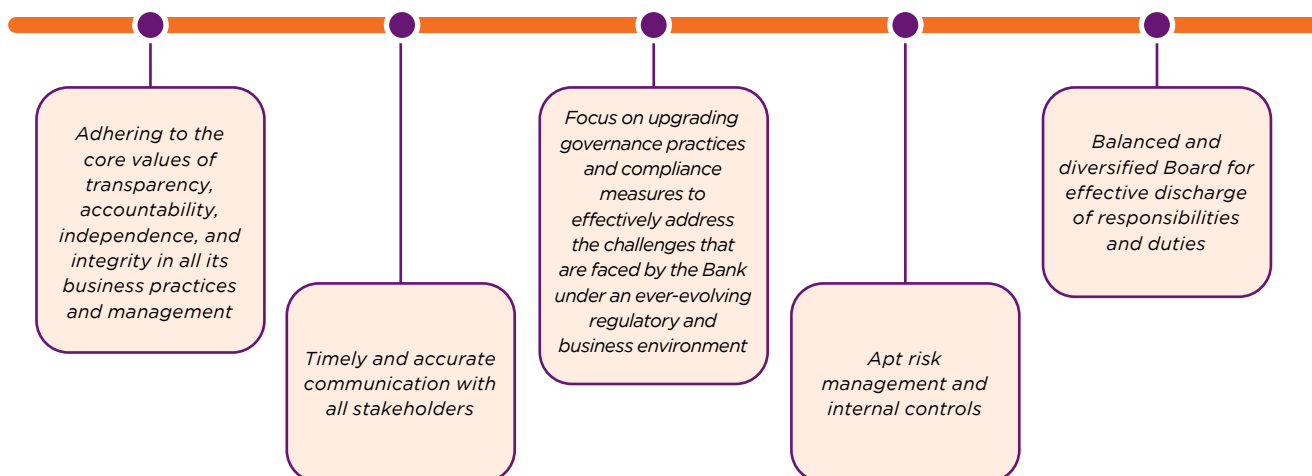 Adhering to the
core values of
transparency,
accountability,
independence, and
integrity in all its
business practices
and management
Timely and accurate
communication with
all stakeholders
Focus on upgrading
governance practices
and compliance
measures to
effectively address
the challenges that
are faced by the Bank
under an ever-evolving
regulatory and
business environment
Apt risk
management and
internal controls
Balanced and
diversified Board for
effective discharge
of responsibilities
and duties